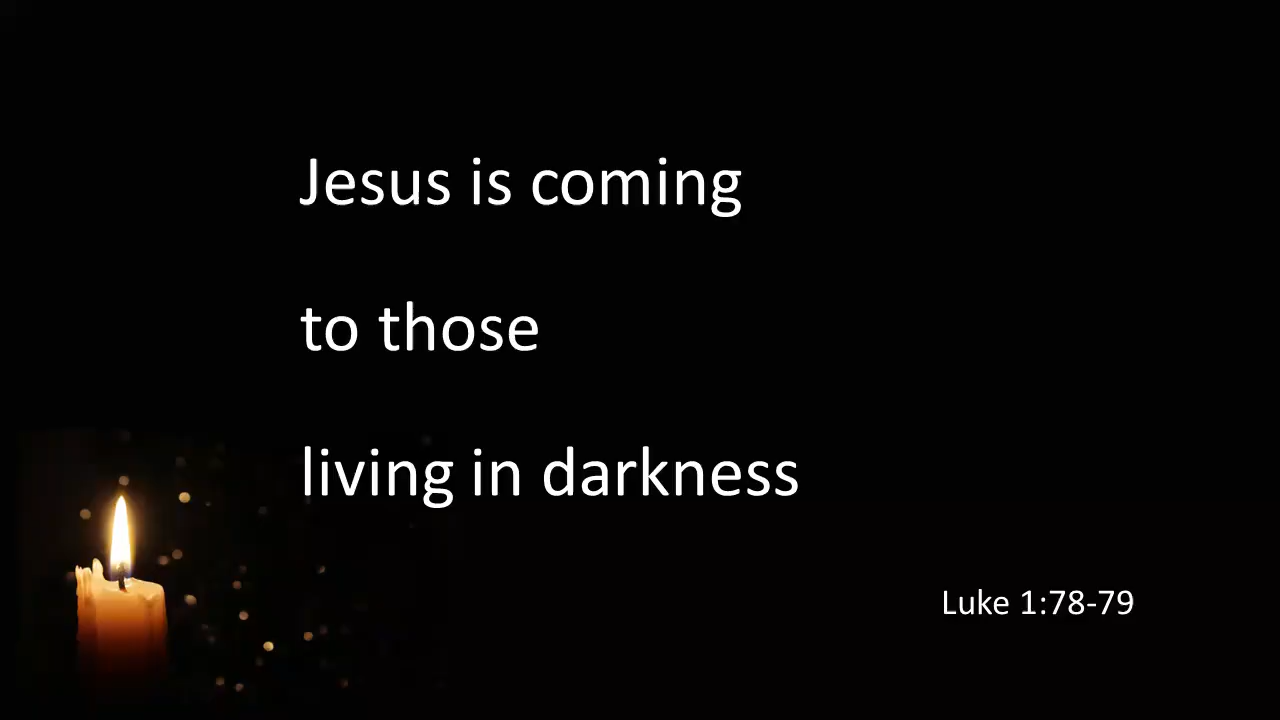 Jesus is coming
to those
living in darkness
Luke 1:78-79